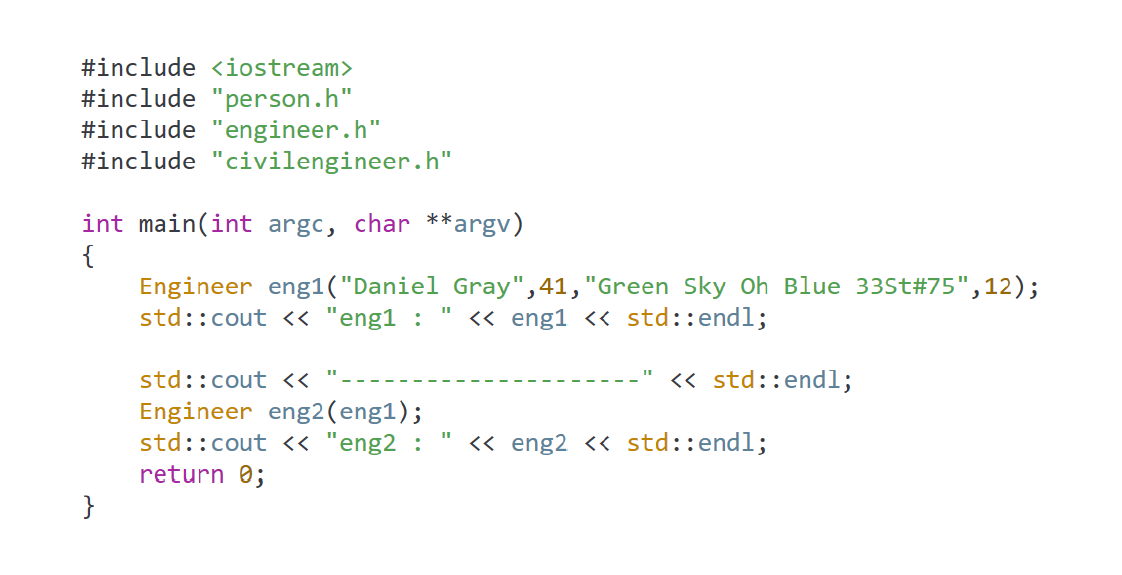 #include <iostream>
#include "person.h"
#include "engineer.h"
#include "civilengineer.h"

int main(int argc, char **argv)
{
    Engineer eng1("Daniel Gray",41,"Green Sky Oh Blue 33St#75",12);
    std::cout << "eng1 : " << eng1 << std::endl;

    std::cout << "---------------------" << std::endl;
    Engineer eng2(eng1);
    std::cout << "eng2 : " << eng2 << std::endl;
    return 0;
}